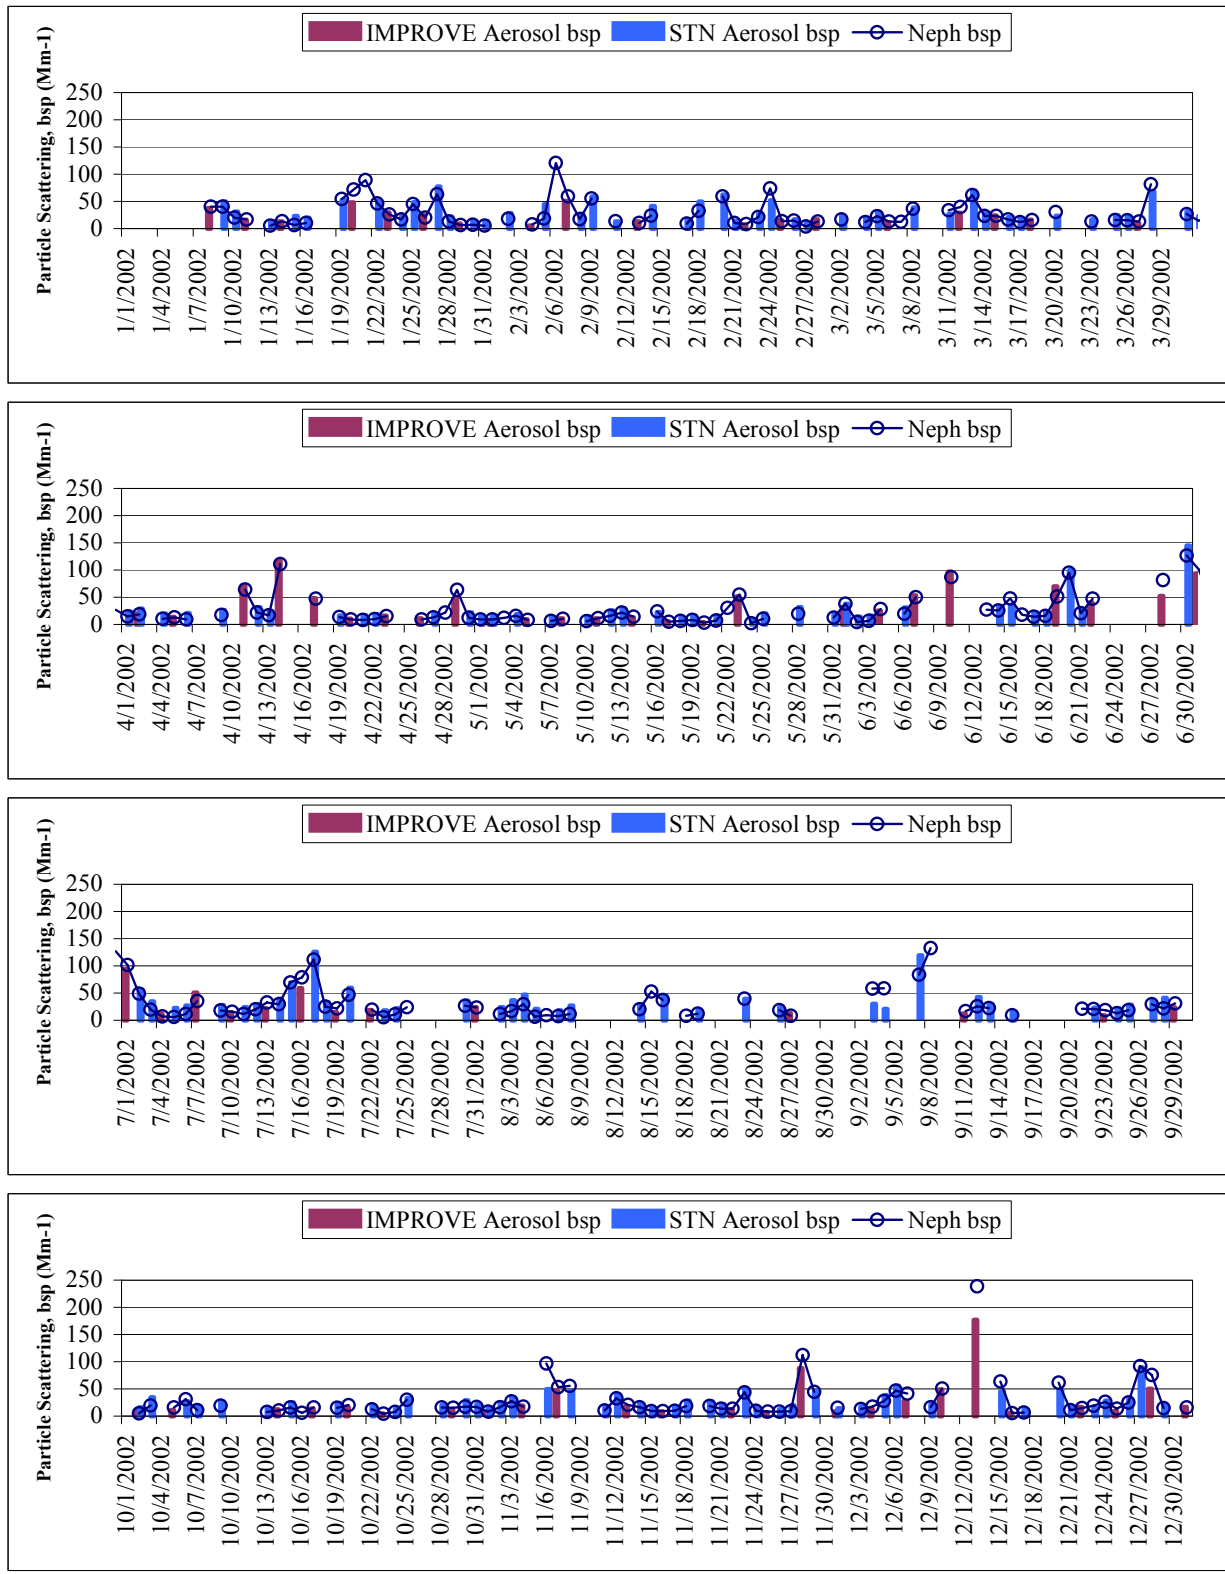 IMPROVE Aerosol bsp STN Aerosol bsp Neph bsp
Particle Scattering, bsp (Mm-1)
250
200
150
100
50
0
1/1/2002 1/4/2002 1/7/2002 1/10/2002 1/13/2002 1/16/2002 1/19/2002 1/22/2002 1/25/2002 1/28/2002 1/31/2002 2/3/2002 2/6/2002 2/9/2002 2/12/2002 2/15/2002 2/18/2002 2/21/2002 2/24/2002 2/27/2002 3/2/2002 3/5/2002 3/8/2002 3/11/2002 3/14/2002 3/17/2002 3/20/2002 3/23/2002 3/26/2002 3/29/2002
IMPROVE Aerosol bsp STN Aerosol bsp Neph bsp
Particle Scattering, bsp (Mm-1)
250
200
150
100
50
0
4/1/2002 4/4/2002 4/7/2002 4/10/2002 4/13/2002 4/16/2002 4/19/2002 4/22/2002 4/25/2002 4/28/2002 5/1/2002 5/4/2002 5/7/2002 5/10/2002 5/13/2002 5/16/2002 5/19/2002 5/22/2002 5/25/2002 5/28/2002 5/31/2002 6/3/2002 6/6/2002 6/9/2002 6/12/2002 6/15/2002 6/18/2002 6/21/2002 6/24/2002 6/27/2002 6/30/2002
IMPROVE Aerosol bsp STN Aerosol bsp Neph bsp
Particle Scattering, bsp (Mm-1)
250
200
150
100
50
0
7/1/2002 7/4/2002 7/7/2002 7/10/2002 7/13/2002 7/16/2002 7/19/2002 7/22/2002 7/25/2002 7/28/2002 7/31/2002 8/3/2002 8/6/2002 8/9/2002 8/12/2002 8/15/2002 8/18/2002 8/21/2002 8/24/2002 8/27/2002 8/30/2002 9/2/2002 9/5/2002 9/8/2002 9/11/2002 9/14/2002 9/17/2002 9/20/2002 9/23/2002 9/26/2002 9/29/2002
IMPROVE Aerosol bsp STN Aerosol bsp Neph bsp
Particle Scattering, bsp (Mm-1)
250
200
150
100
50
0
10/1/2002 10/4/2002 10/7/2002 10/10/2002 10/13/2002 10/16/2002 10/19/2002 10/22/2002 10/25/2002 10/28/2002 10/31/2002 11/3/2002 11/6/2002 11/9/2002 11/12/2002 11/15/2002 11/18/2002 11/21/2002 11/24/2002 11/27/2002 11/30/2002 12/3/2002 12/6/2002 12/9/2002 12/12/2002 12/15/2002 12/18/2002 12/21/2002 12/24/2002 12/27/2002 12/30/2002